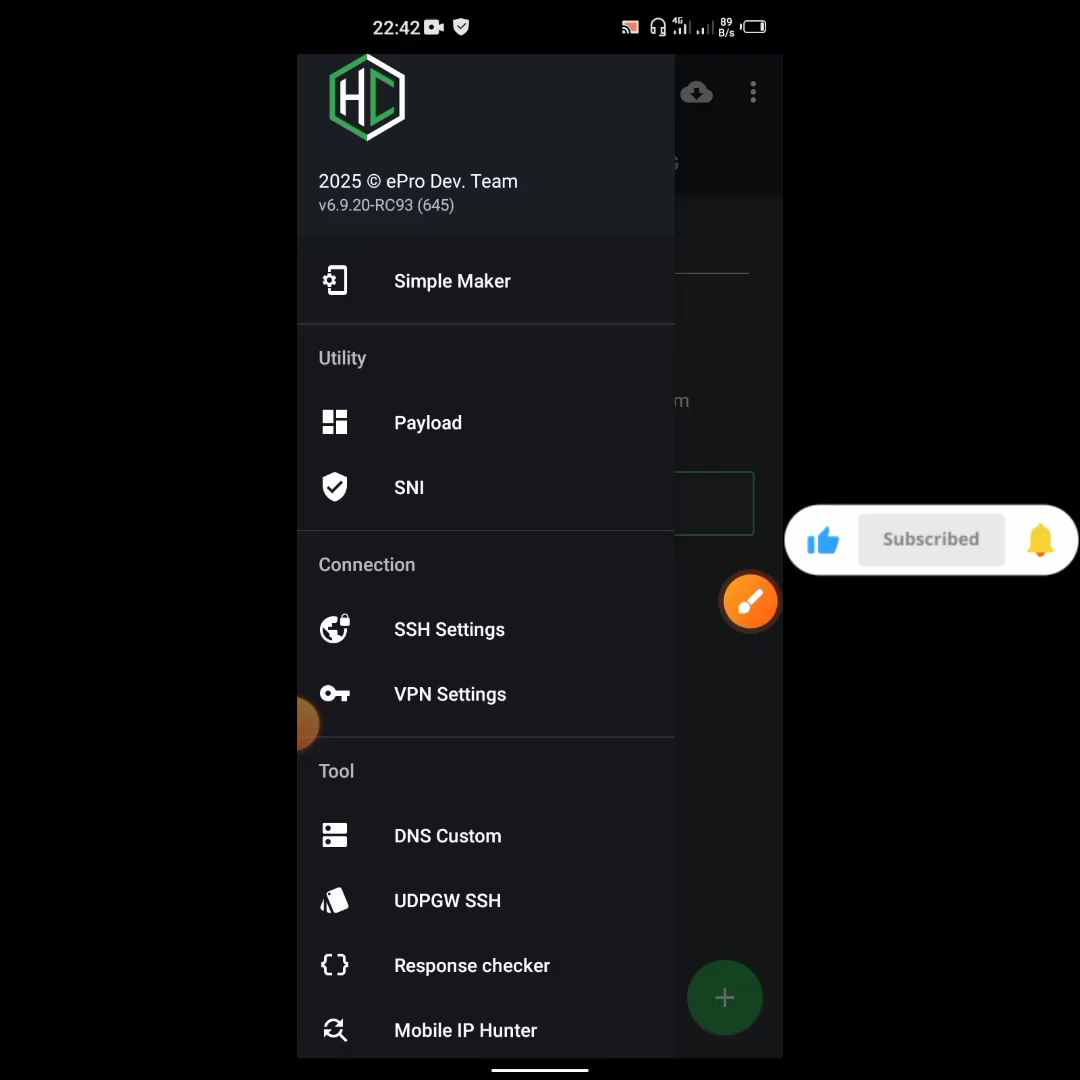 22:42
4G
89 B/s
HC
2025 © ePro Dev. Team
v6.9.20-RC93 (645)
Simple Maker
Utility
Payload
m
SNI
Connection
Subscribed
SSH Settings
VPN Settings
Tool
DNS Custom
UDPGW SSH
Response checker
Mobile IP Hunter